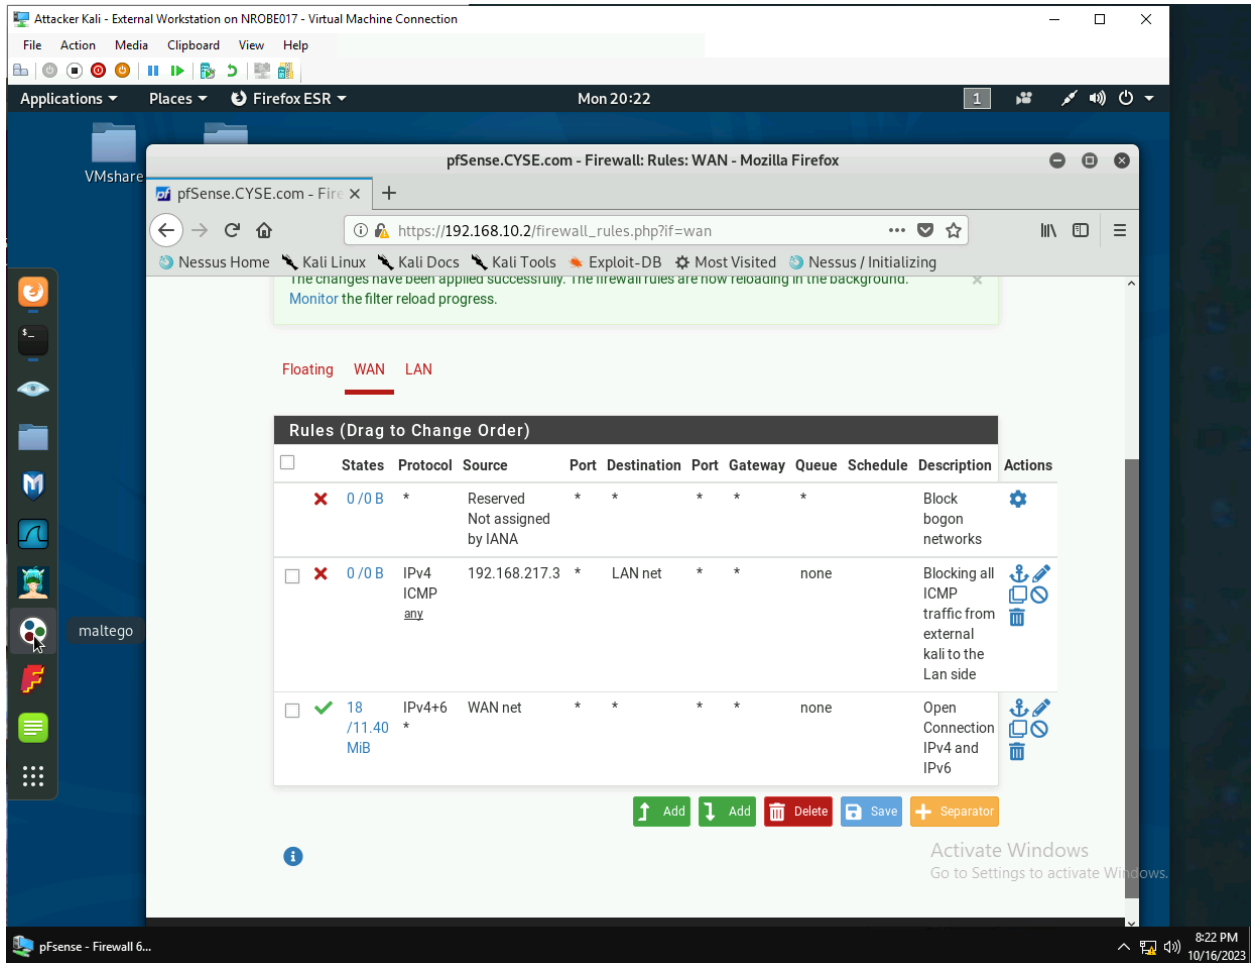 Attacker Kali - External Workstation on NROBE017 - Virtual Machine Connection
File Action Media Clipboard View Help
Applications Places Firefox ESR Mon 20:22 1
VMshare
pfSense.CYSE.com - Firewall: Rules: WAN - Mozilla Firefox
pfSense.CYSE.com - Fire
https://192.168.10.2/firewall_rules.php?if=wan
Nessus Home Kali Linux Kali Docs Kali Tools Exploit-DB Most Visited Nessus / Initializing
The changes have been applied successfully. The firewall rules are now reloading in the background.
Monitor the filter reload progress.
Floating WAN LAN
Rules (Drag to Change Order)
States Protocol Source Port Destination Port Gateway Queue Schedule Description Actions
0 /0 B * Reserved * * * * * Block
Not assigned bogon
by IANA networks
0 /0 B IPv4 192.168.217.3 * LAN net * * none Blocking all
ICMP ICMP
any traffic from
external
kali to the
Lan side
maltego
18 IPv4+6 WAN net * * * * none Open
/11.40 * Connection
MiB IPv4 and
IPv6
Add Add Delete Save Separator
Activate Windows
Go to Settings to activate Windows.
pFsense - Firewall 6...
8:22 PM
10/16/2023